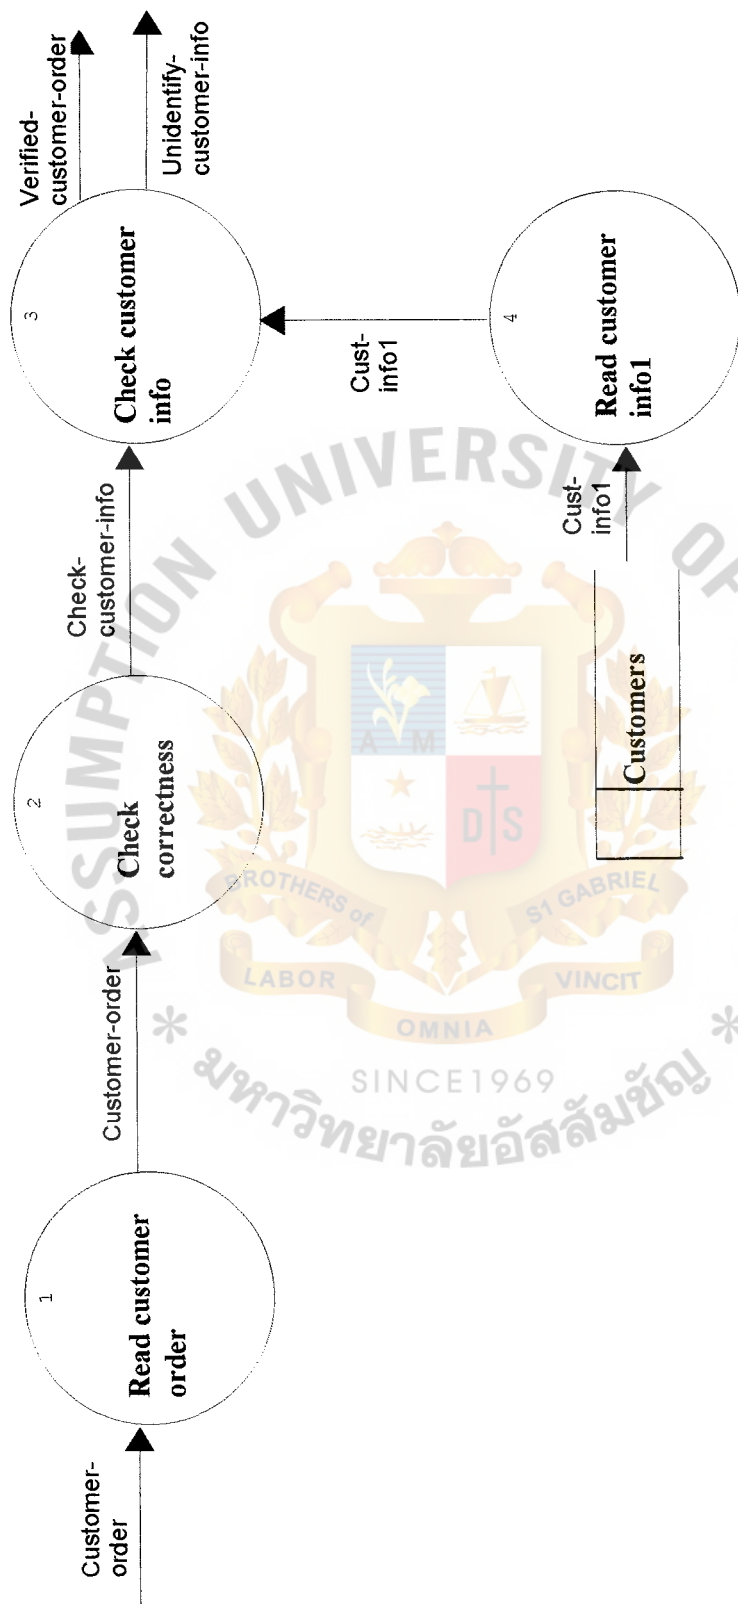 Customer-
order
1
Read customer
order
Customer-order
2
Check
correctness
Check-
customer-info
3
Check customer
info
Verified-
customer-order
Unidentify-
customer-info
Cust-
info1
4
Read customer
info1
Cust-
info1
Customers
ASSUMPTION UNIVERSITY OF
A M
D S
BROTHERS of
S1 GABRIEL
LABOR
OMNIA
VINCIT
SINCE1969
มหาวิทยาลัยอัสสัมชัญ